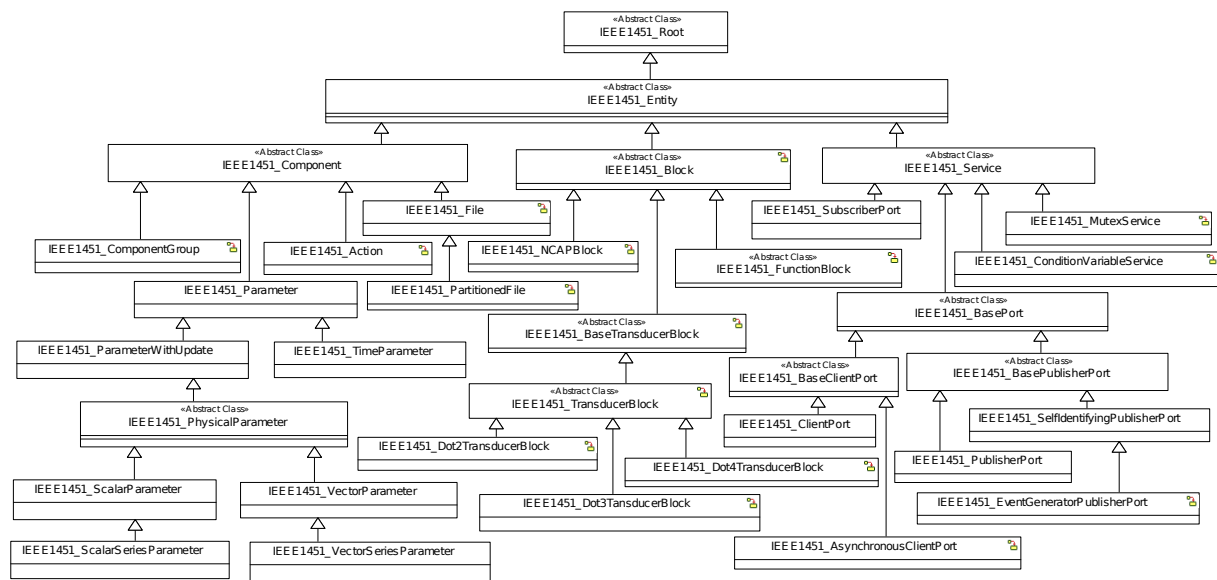 «Abstract Class»
IEEE1451_Root
«Abstract Class»
IEEE1451_Entity
«Abstract Class»
IEEE1451_Component
«Abstract Class»
IEEE1451_Block
«Abstract Class»
IEEE1451_Service
IEEE1451_File
IEEE1451_SubscriberPort
IEEE1451_MutexService
IEEE1451_ComponentGroup
IEEE1451_Action
IEEE1451_NCAPBlock
«Abstract Class»
IEEE1451_FunctionBlock
IEEE1451_ConditionVariableService
IEEE1451_Parameter
IEEE1451_PartitionedFile
«Abstract Class»
IEEE1451_BasePort
«Abstract Class»
IEEE1451_BaseTransducerBlock
IEEE1451_ParameterWithUpdate
IEEE1451_TimeParameter
«Abstract Class»
IEEE1451_BaseClientPort
«Abstract Class»
IEEE1451_BasePublisherPort
«Abstract Class»
IEEE1451_TransducerBlock
«Abstract Class»
IEEE1451_PhysicalParameter
IEEE1451_ClientPort
IEEE1451_SelfIdentifyingPublisherPort
IEEE1451_Dot2TransducerBlock
IEEE1451_Dot4TransducerBlock
IEEE1451_PublisherPort
IEEE1451_ScalarParameter
IEEE1451_VectorParameter
IEEE1451_Dot3TansducerBlock
IEEE1451_EventGeneratorPublisherPort
IEEE1451_ScalarSeriesParameter
IEEE1451_VectorSeriesParameter
IEEE1451_AsynchronousClientPort